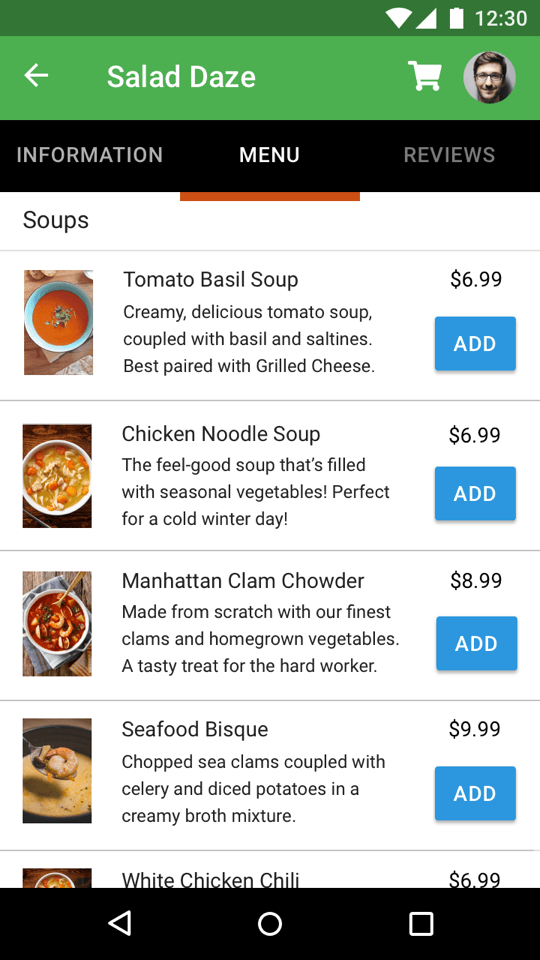 12:30
Salad Daze
INFORMATION
MENU
REVIEWS
Soups
Tomato Basil Soup
$6.99
Creamy, delicious tomato soup,
coupled with basil and saltines.
Best paired with Grilled Cheese.
ADD
Chicken Noodle Soup
$6.99
The feel-good soup that’s filled
with seasonal vegetables! Perfect
for a cold winter day!
ADD
Manhattan Clam Chowder
$8.99
Made from scratch with our finest
clams and homegrown vegetables.
A tasty treat for the hard worker.
ADD
Seafood Bisque
$9.99
Chopped sea clams coupled with
celery and diced potatoes in a
creamy broth mixture.
ADD
White Chicken Chili
$6.99